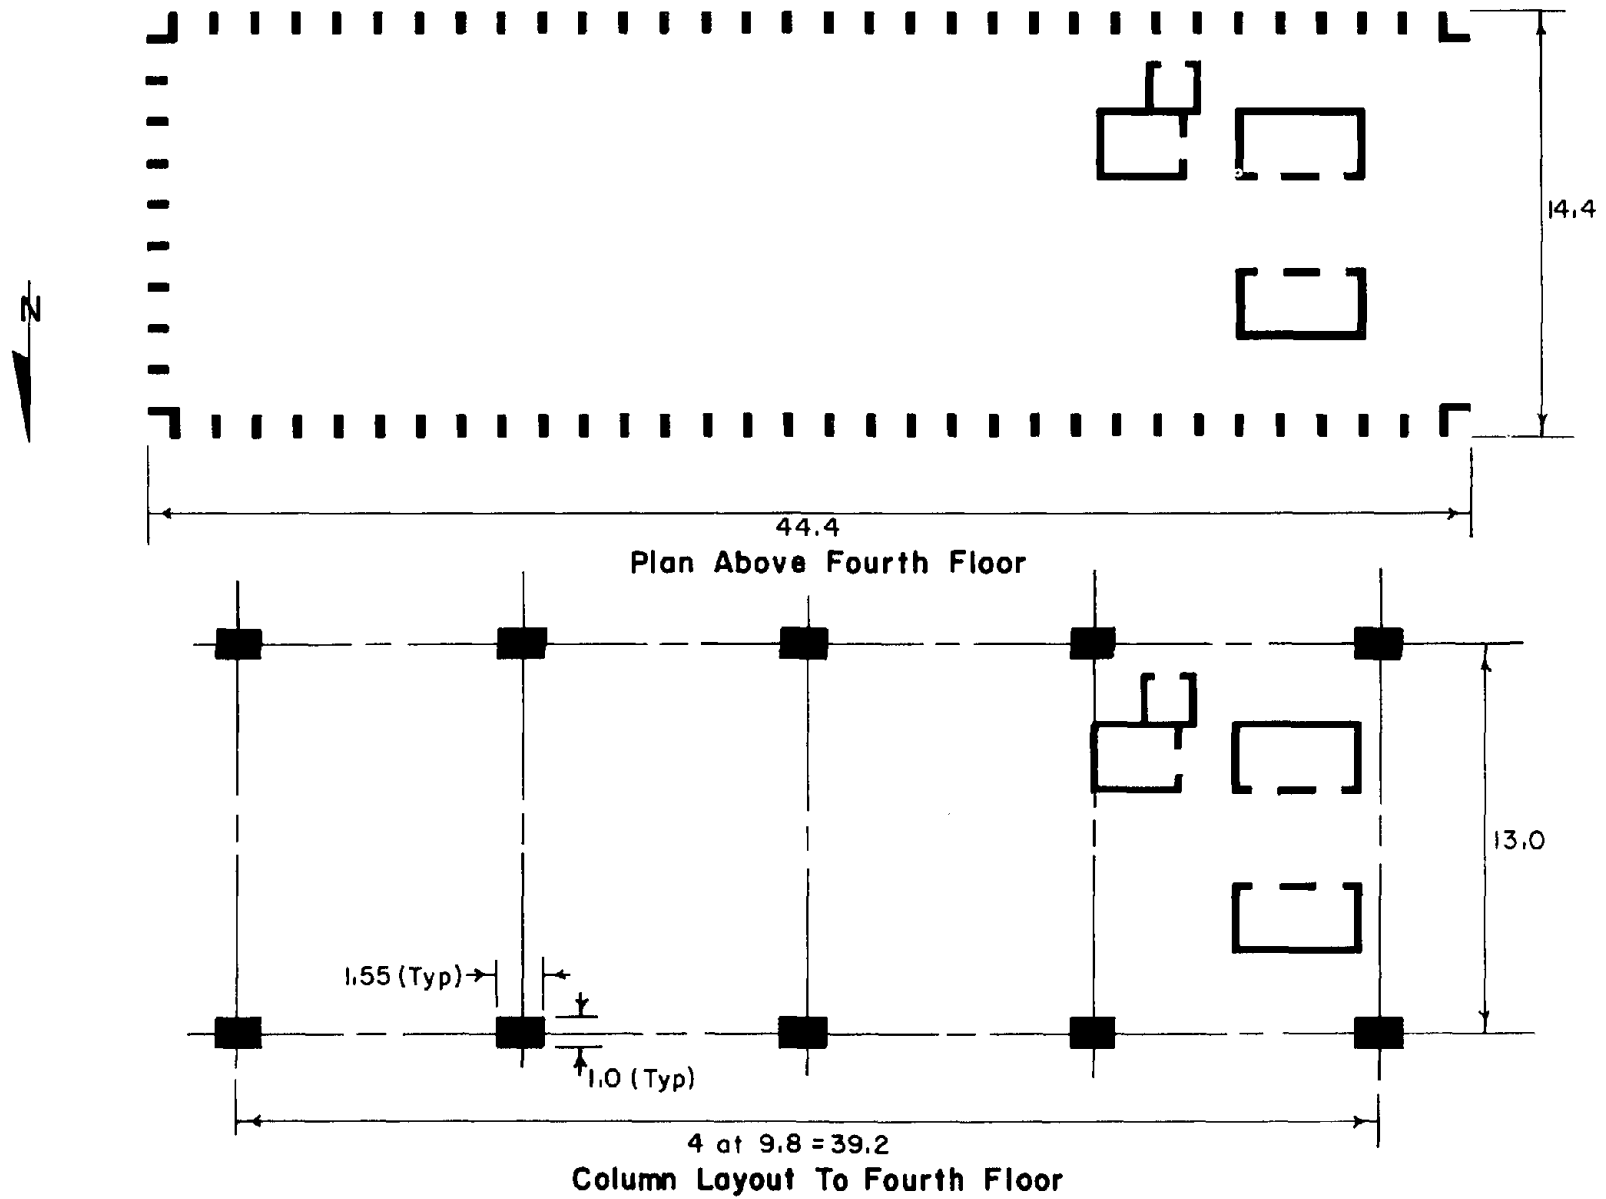 14.4
N
44.4
Plan Above Fourth Floor
13.0
1.55 (Typ)
1.0 (Typ)
4 at 9.8 = 39.2
Column Layout To Fourth Floor